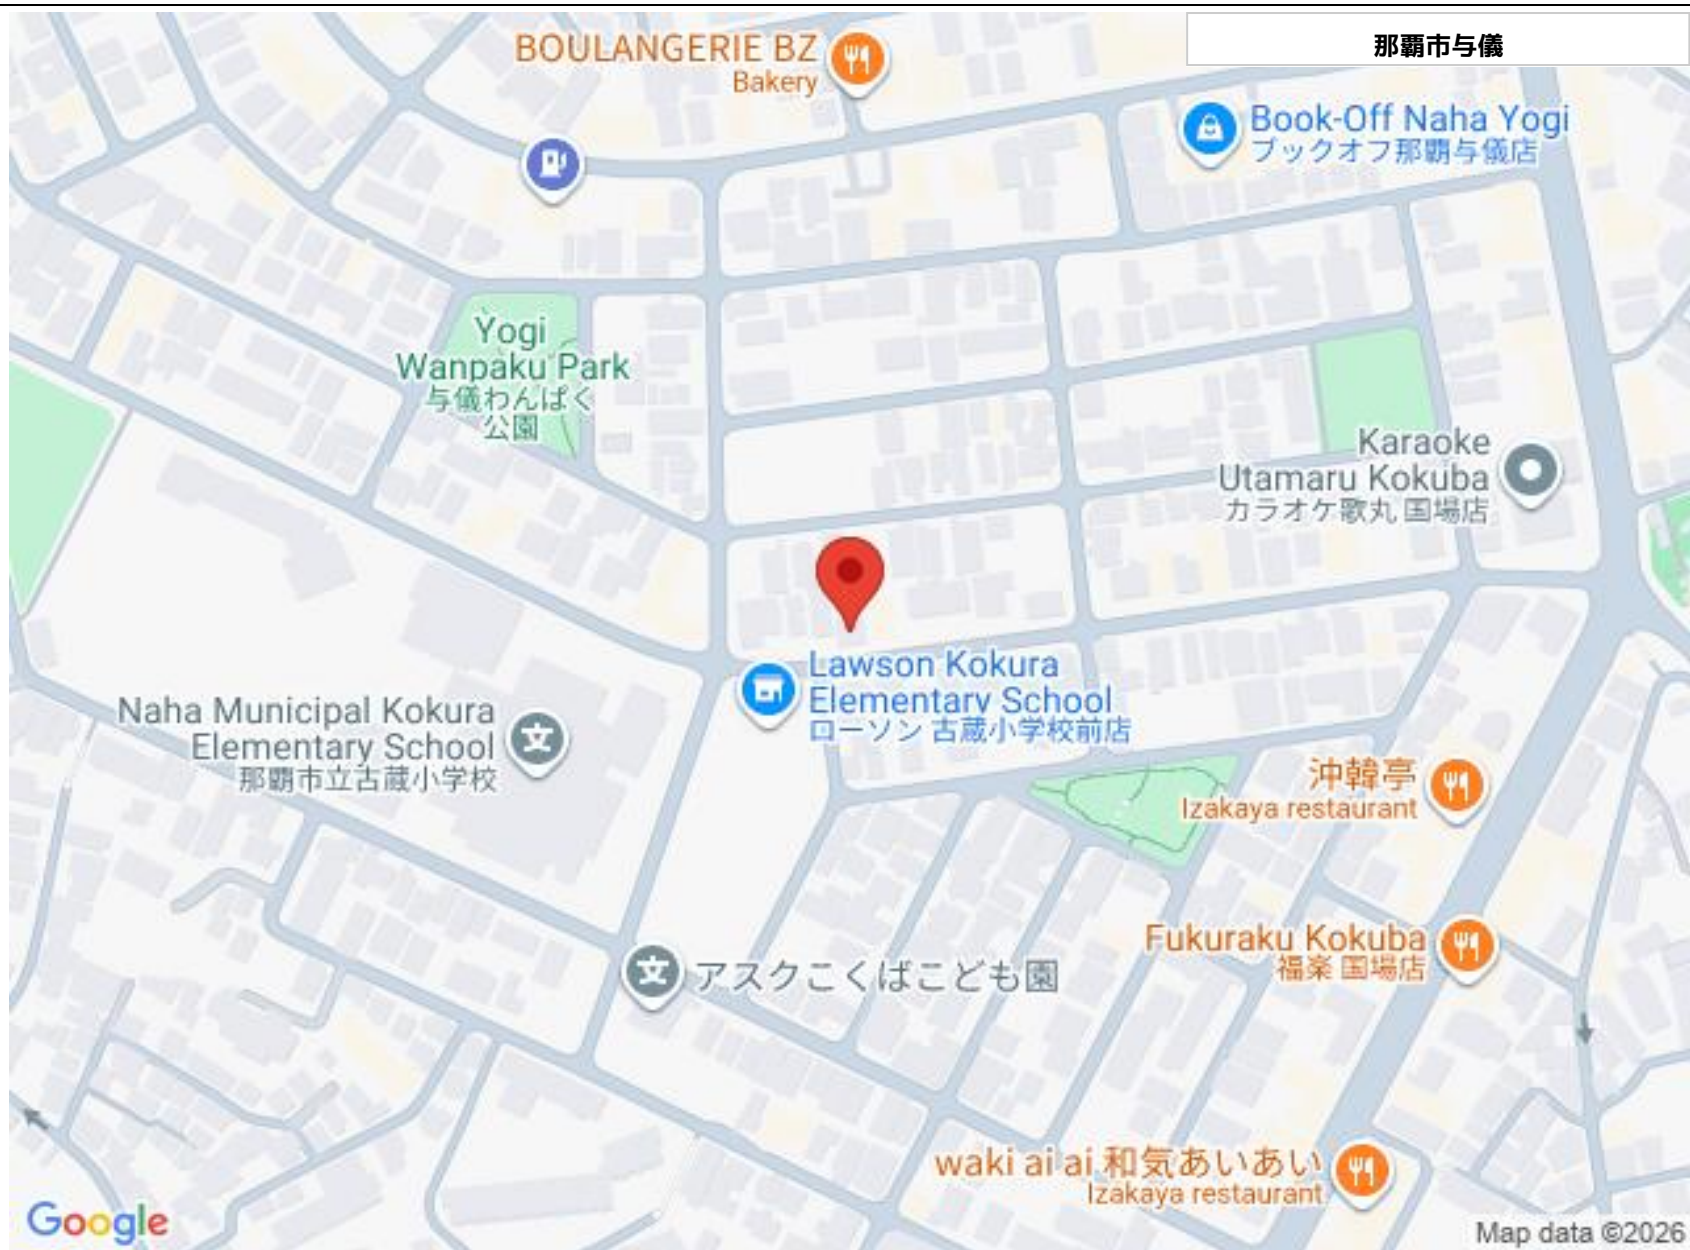 那覇市与儀
BOULANGERIE BZ
Bakery
Book-Off Naha Yogi
ブックオフ那覇与儀店
Yogi
Wanpaku Park
与儀わんぱく
公園
Karaoke
Utamaru Kokuba
カラオケ歌丸 国場店
Lawson Kokura
Elementary School
ローソン 古蔵小学校前店
Naha Municipal Kokura
Elementary School
那覇市立古蔵小学校
文
沖韓亭
Izakaya restaurant
Fukuraku Kokuba
福楽 国場店
文
アスクこくばこども園
waki ai ai 和気あいあい
Izakaya restaurant
Google
Map data ©2026